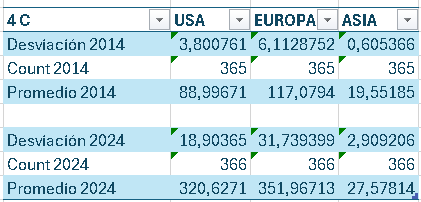 4 C USA EUROPA ASIA
Desviación 2014 3,800761 6,1128752 0,605366
Count 2014 365 365 365
Promedio 2014 88,99671 117,0794 19,55185
Desviación 2024 18,90365 31,739399 2,909206
Count 2024 366 366 366
Promedio 2024 320,6271 351,96713 27,57814